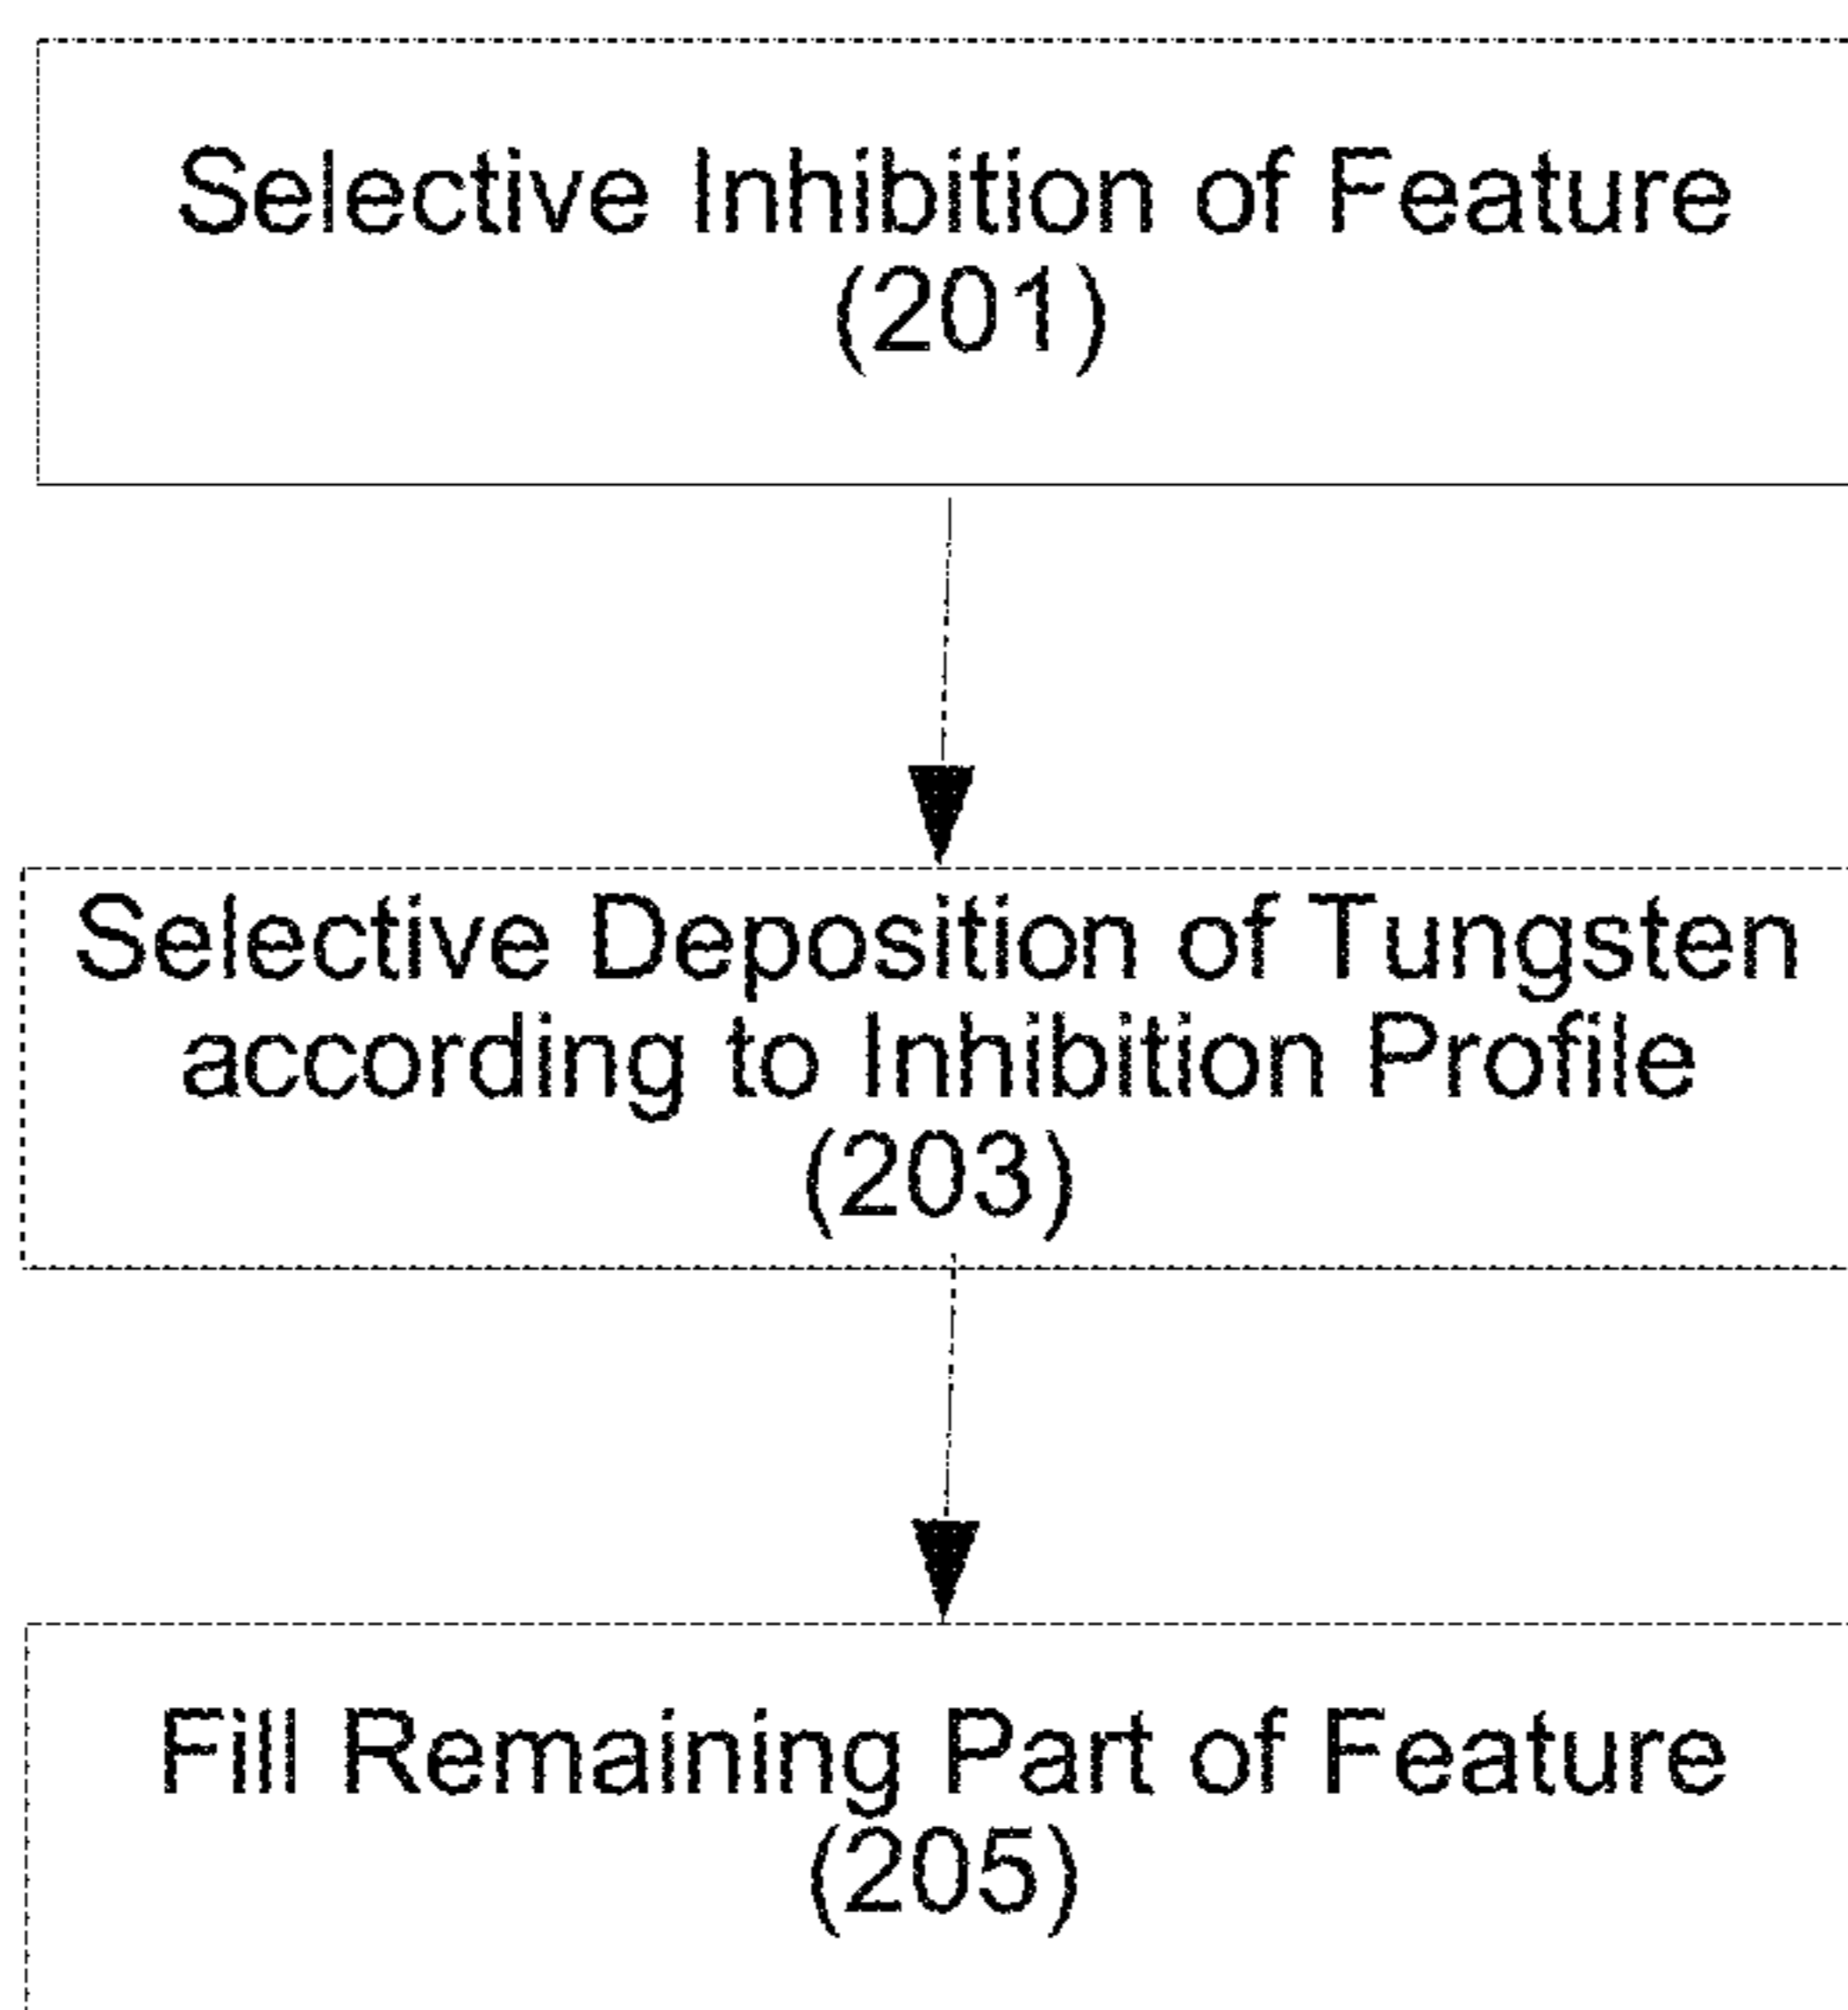 Selective Inhibition of Feature
(201)
Selective Deposition of Tungsten
according to Inhibition Profile
(203)
Fill Remaining Part of Feature
(205)